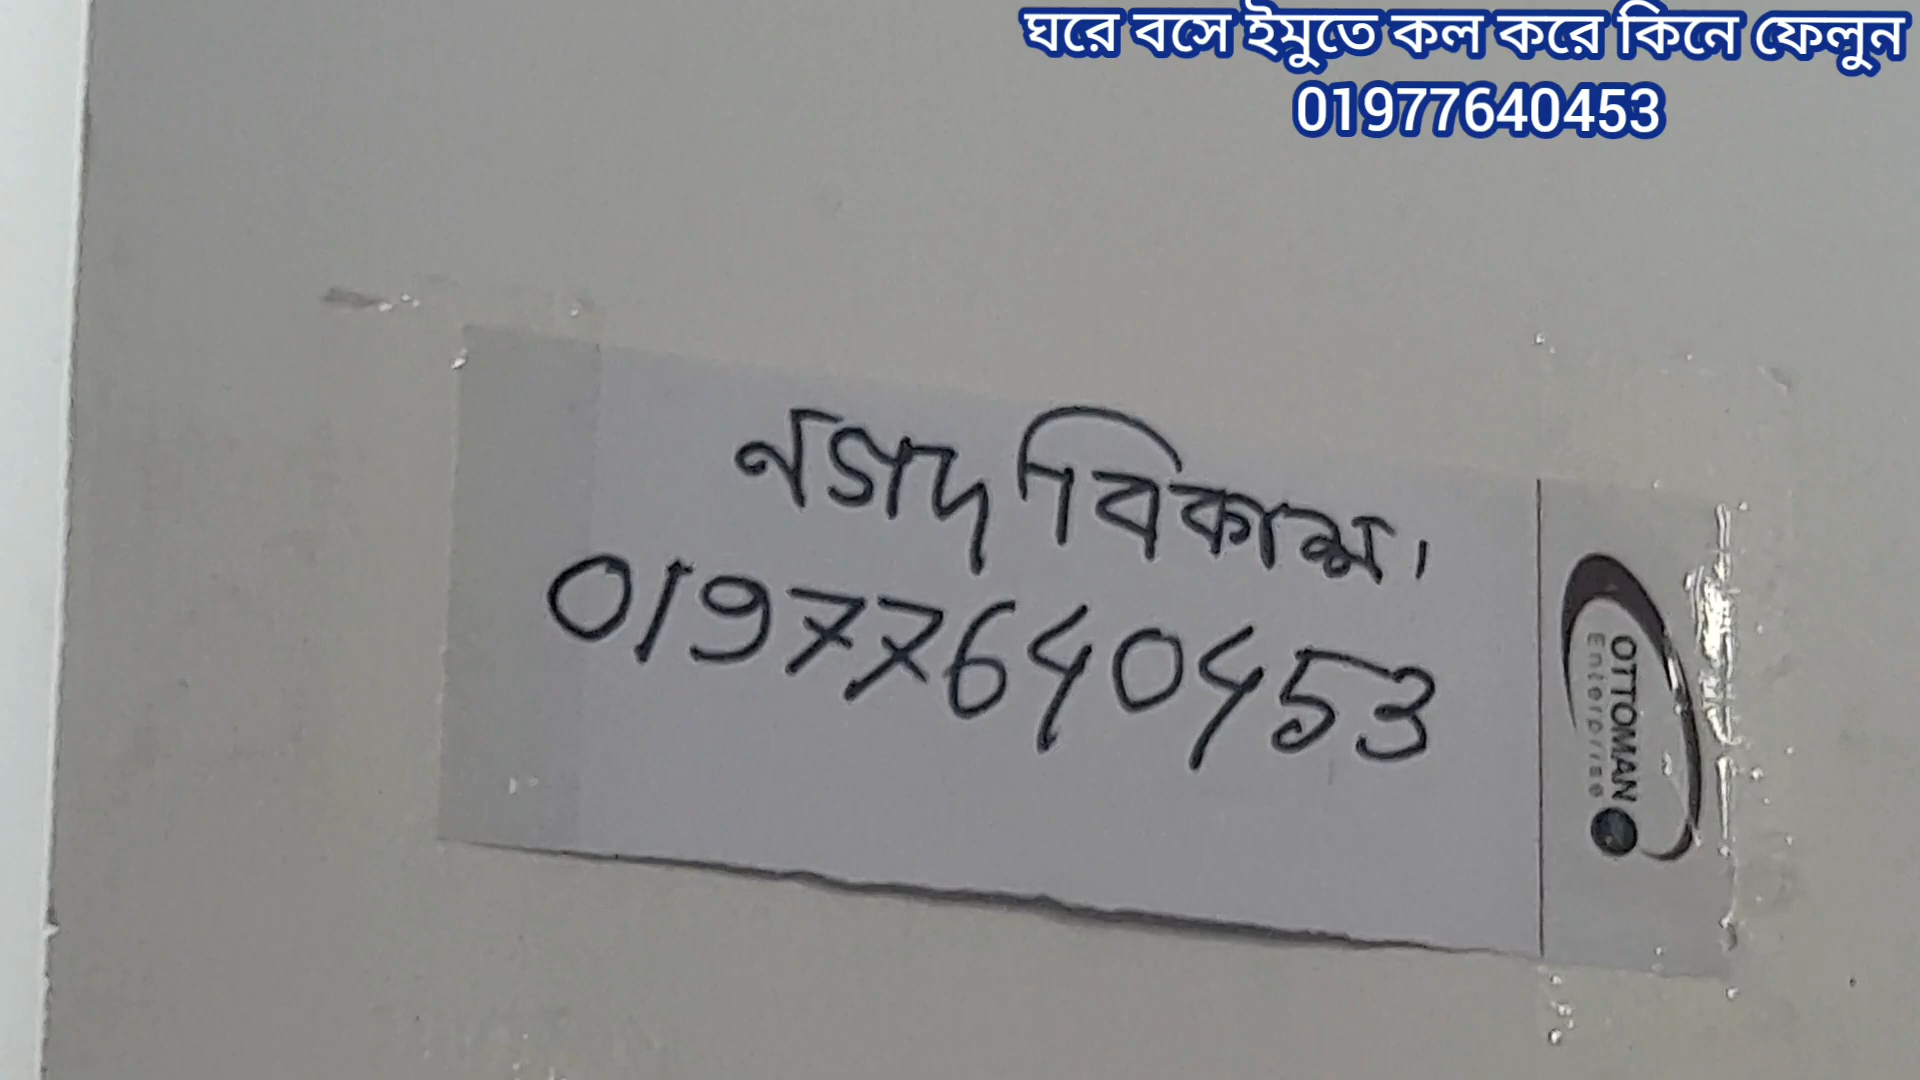 ঘরে বসে ইমুতে কল করে কিনে ফেলুন
01977640453
নগদ বিকাশ।
01977640453
OTTOMAN
Enterprise